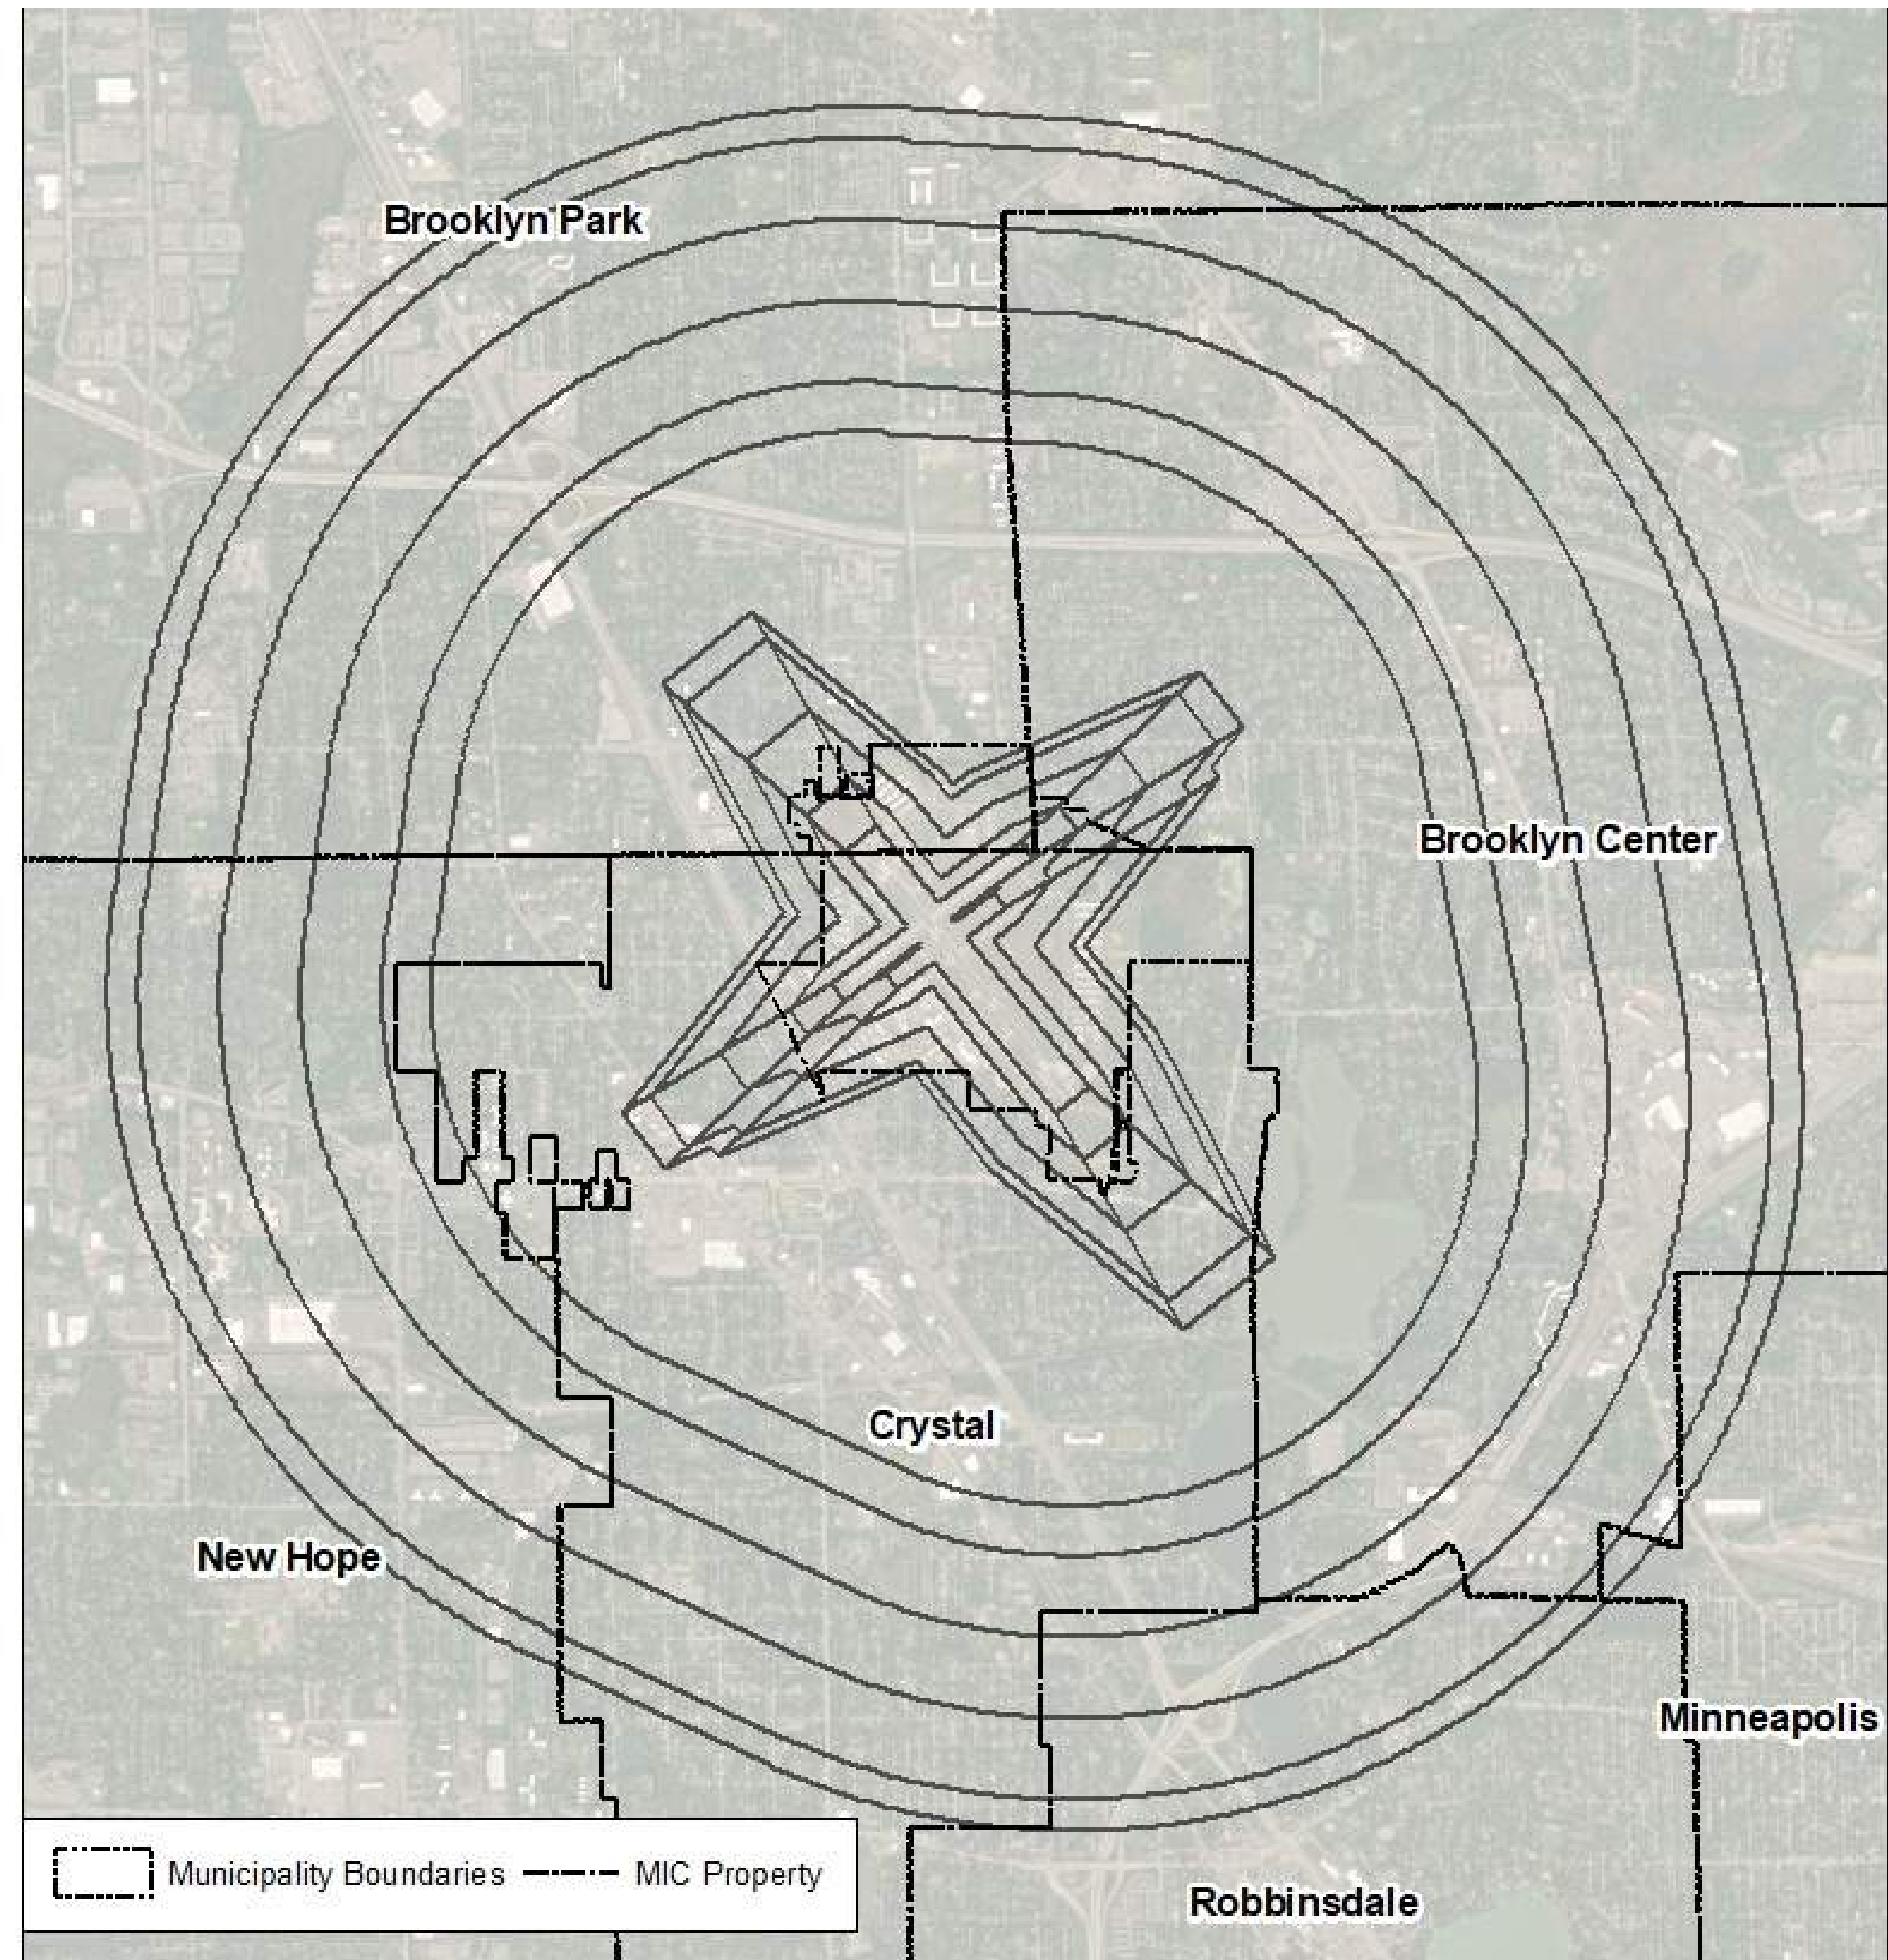 Brooklyn Park
Brooklyn Center
Crystal
New Hope
Minneapolis
Municipality Boundaries
MIC Property
Robbinsdale